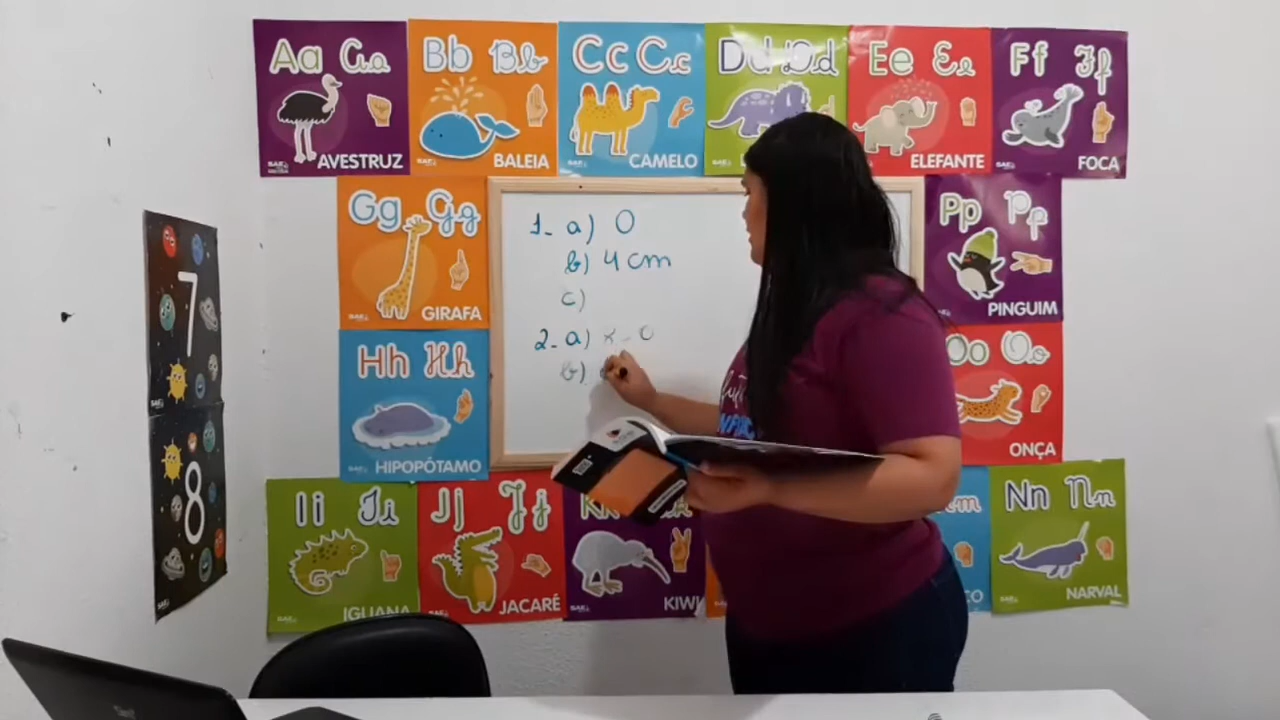 Aa Aa
AVESTRUZ
Bb Bb
BALEIA
Cc Cc
CAMELO
Dd Dd
Ee Ee
ELEFANTE
Ff Ff
FOCA
Gg Gg
GIRAFA
1- a) 0
b) 4 cm
c)
2- a) x - 0
b)
Pp Pp
PINGUIM
7
Hh Hh
HIPOPÓTAMO
Oo Oo
ONÇA
8
Ii Ii
IGUANA
Jj Jj
JACARÉ
KIWI
Nn Nn
NARVAL